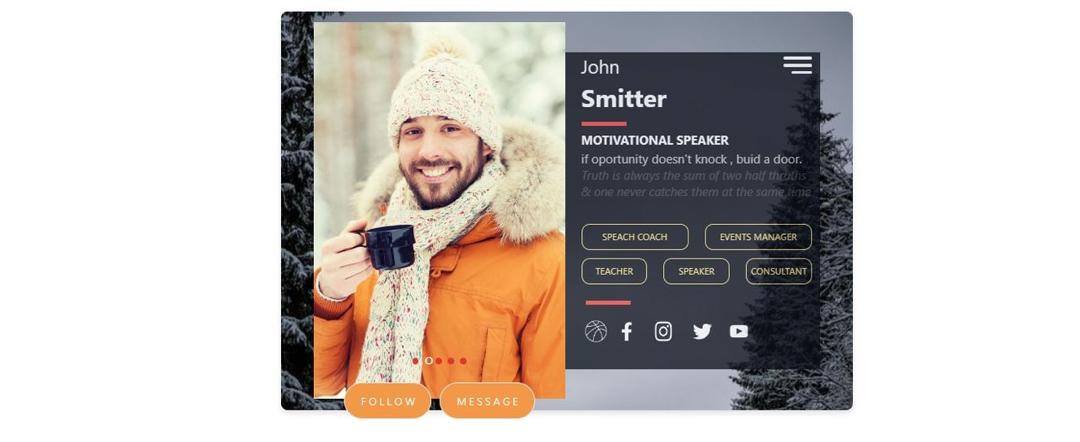 John
Smitter
MOTIVATIONAL SPEAKER
if oportunity doesn't knock , buid a door.
Truth is always the sum of two half thruths
& one never catches them at the same time
SPEACH COACH EVENTS MANAGER
TEACHER SPEAKER CONSULTANT
FOLLOW MESSAGE